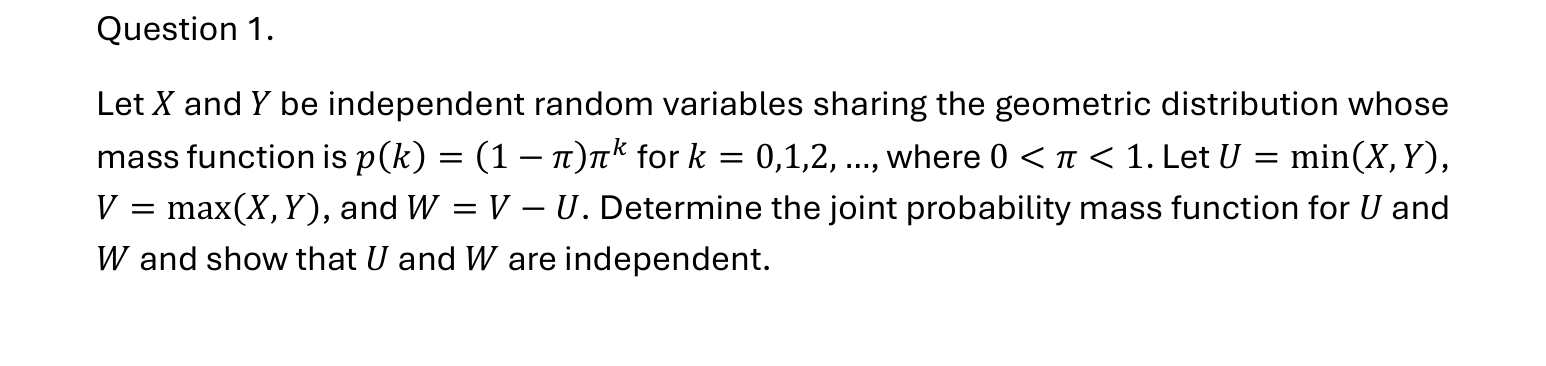 Question 1.
Let 𝑋 and 𝑌 be independent random variables sharing the geometric distribution whose
mass function is 𝑝(𝑘) = (1 − 𝜋)𝜋ᵏ for 𝑘 = 0,1,2, …, where 0 < 𝜋 < 1. Let 𝑈 = min(𝑋, 𝑌),
𝑉 = max(𝑋, 𝑌), and 𝑊 = 𝑉 − 𝑈. Determine the joint probability mass function for 𝑈 and
𝑊 and show that 𝑈 and 𝑊 are independent.